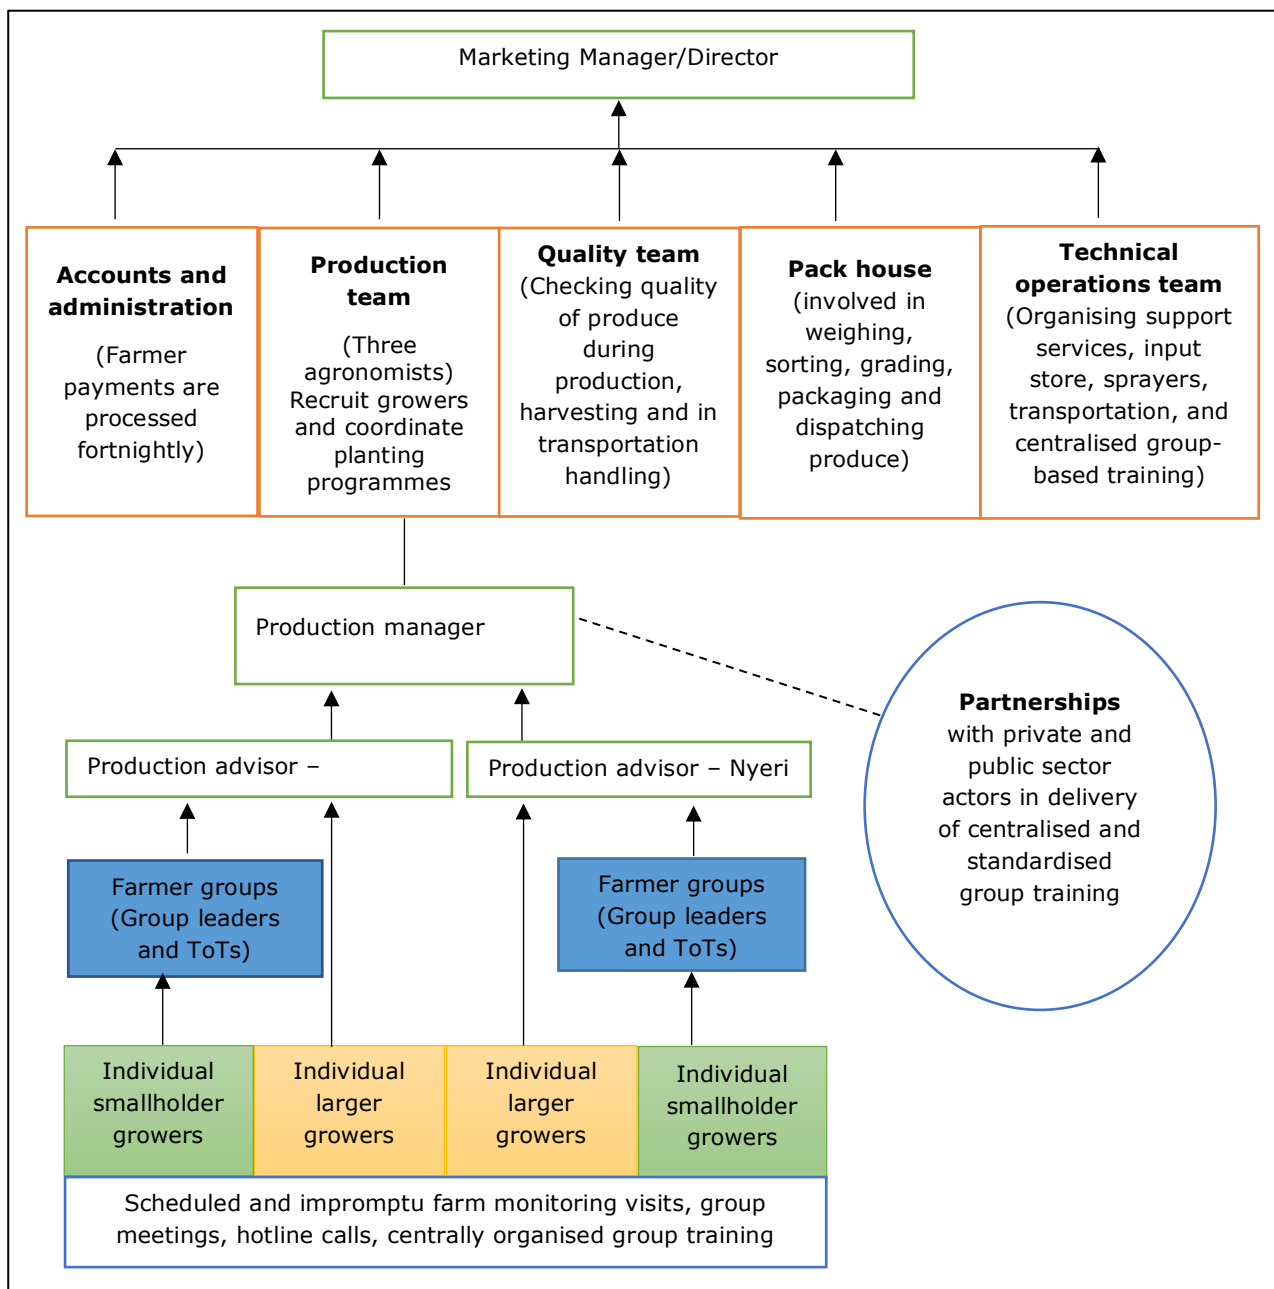 Marketing Manager/Director
Accounts and
administration
(Farmer
payments are
processed
fortnightly)
Production
team
(Three
agronomists)
Recruit growers
and coordinate
planting
programmes
Quality team
(Checking quality
of produce
during
production,
harvesting and in
transportation
handling)
Pack house
(involved in
weighing,
sorting, grading,
packaging and
dispatching
produce)
Technical
operations team
(Organising support
services, input
store, sprayers,
transportation, and
centralised group-
based training)
Production manager
Partnerships
with private and
public sector
actors in delivery
of centralised and
standardised
group training
Production advisor –
Production advisor – Nyeri
Farmer groups
(Group leaders
and ToTs)
Farmer groups
(Group leaders
and ToTs)
Individual
smallholder
growers
Individual
larger
growers
Individual
larger
growers
Individual
smallholder
growers
Scheduled and impromptu farm monitoring visits, group
meetings, hotline calls, centrally organised group training